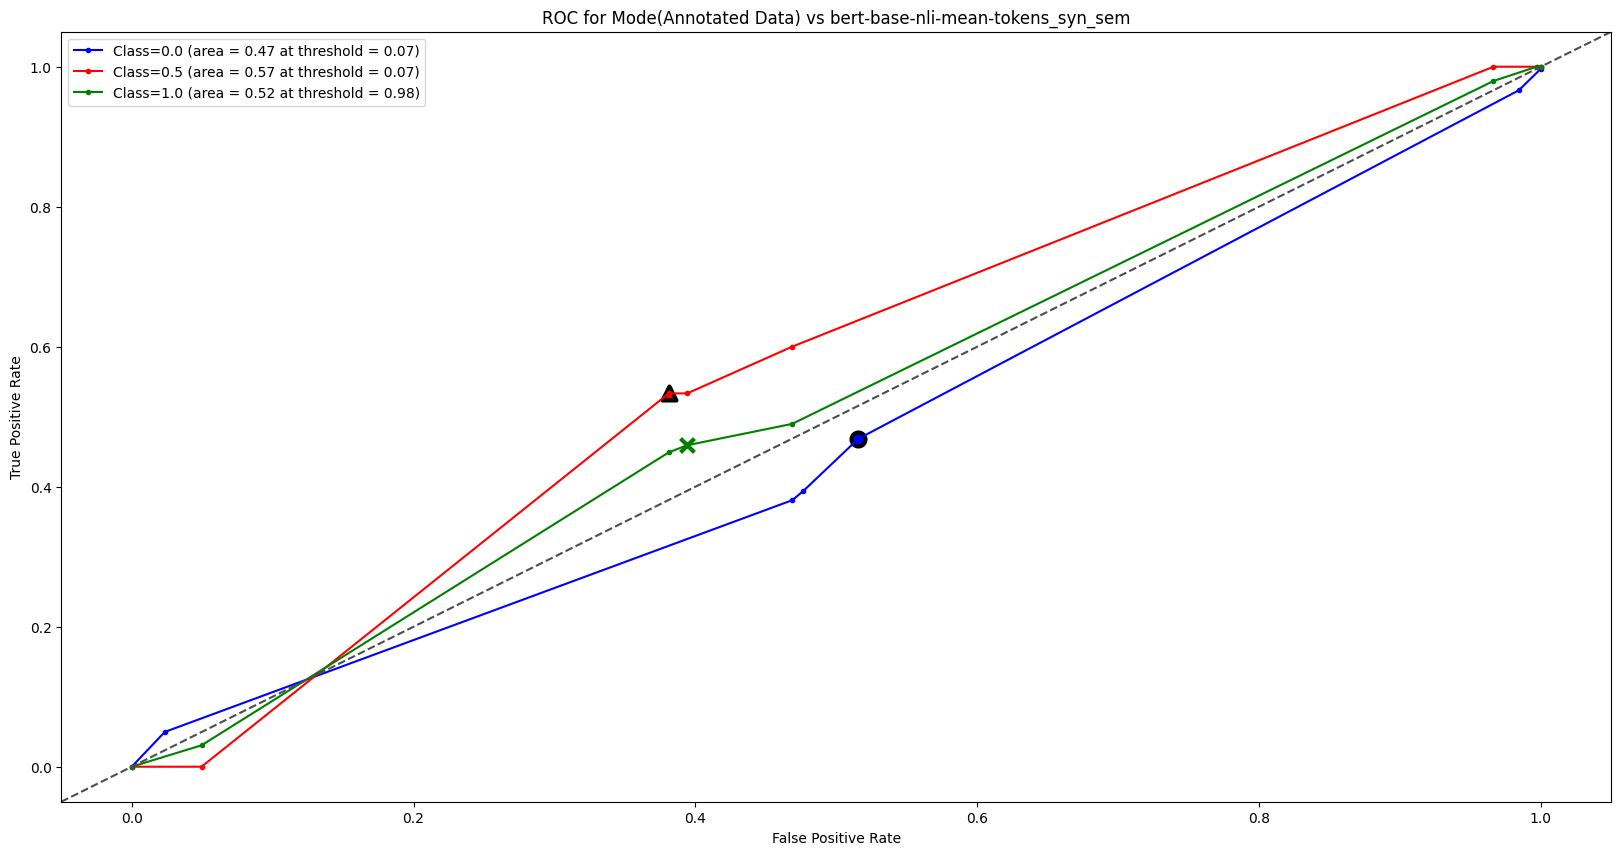 ROC for Mode(Annotated Data) vs bert-base-nli-mean-tokens_syn_sem
Class=0.0 (area = 0.47 at threshold = 0.07)
Class=0.5 (area = 0.57 at threshold = 0.07)
Class=1.0 (area = 0.52 at threshold = 0.98)
True Positive Rate
1.0
0.8
0.6
0.4
0.2
0.0
0.0 0.2 0.4 0.6 0.8 1.0
False Positive Rate